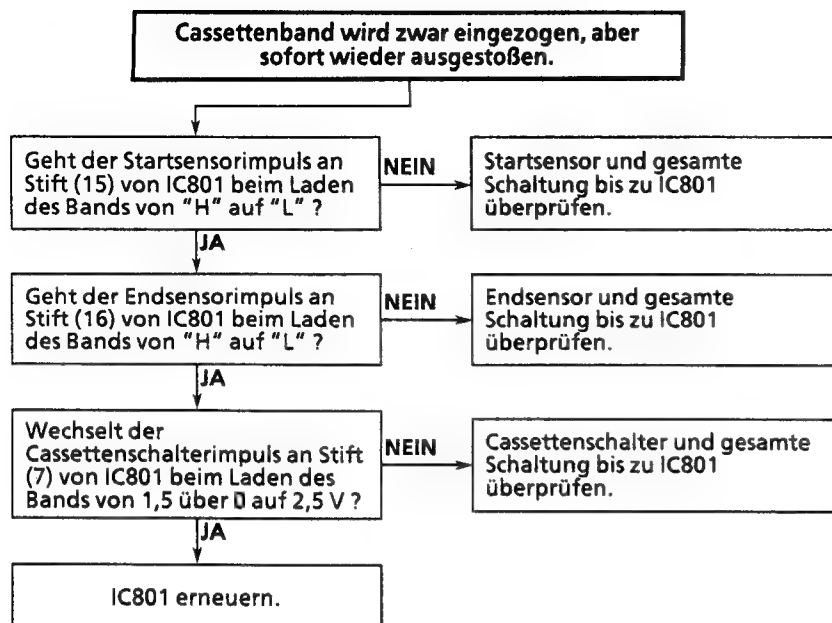 Cassettenband wird zwar eingezogen, aber
sofort wieder ausgestoßen.
Geht der Startsensorimpuls an
Stift (15) von IC801 beim Laden
des Bands von "H" auf "L" ?
NEIN
Startsensor und gesamte
Schaltung bis zu IC801
überprüfen.
JA
Geht der Endsensorimpuls an
Stift (16) von IC801 beim Laden
des Bands von "H" auf "L" ?
NEIN
Endsensor und gesamte
Schaltung bis zu IC801
überprüfen.
JA
Wechselt der
Cassettenschalterimpuls an Stift
(7) von IC801 beim Laden des
Bands von 1,5 über 0 auf 2,5 V ?
NEIN
Cassettenschalter und gesamte
Schaltung bis zu IC801
überprüfen.
JA
IC801 erneuern.